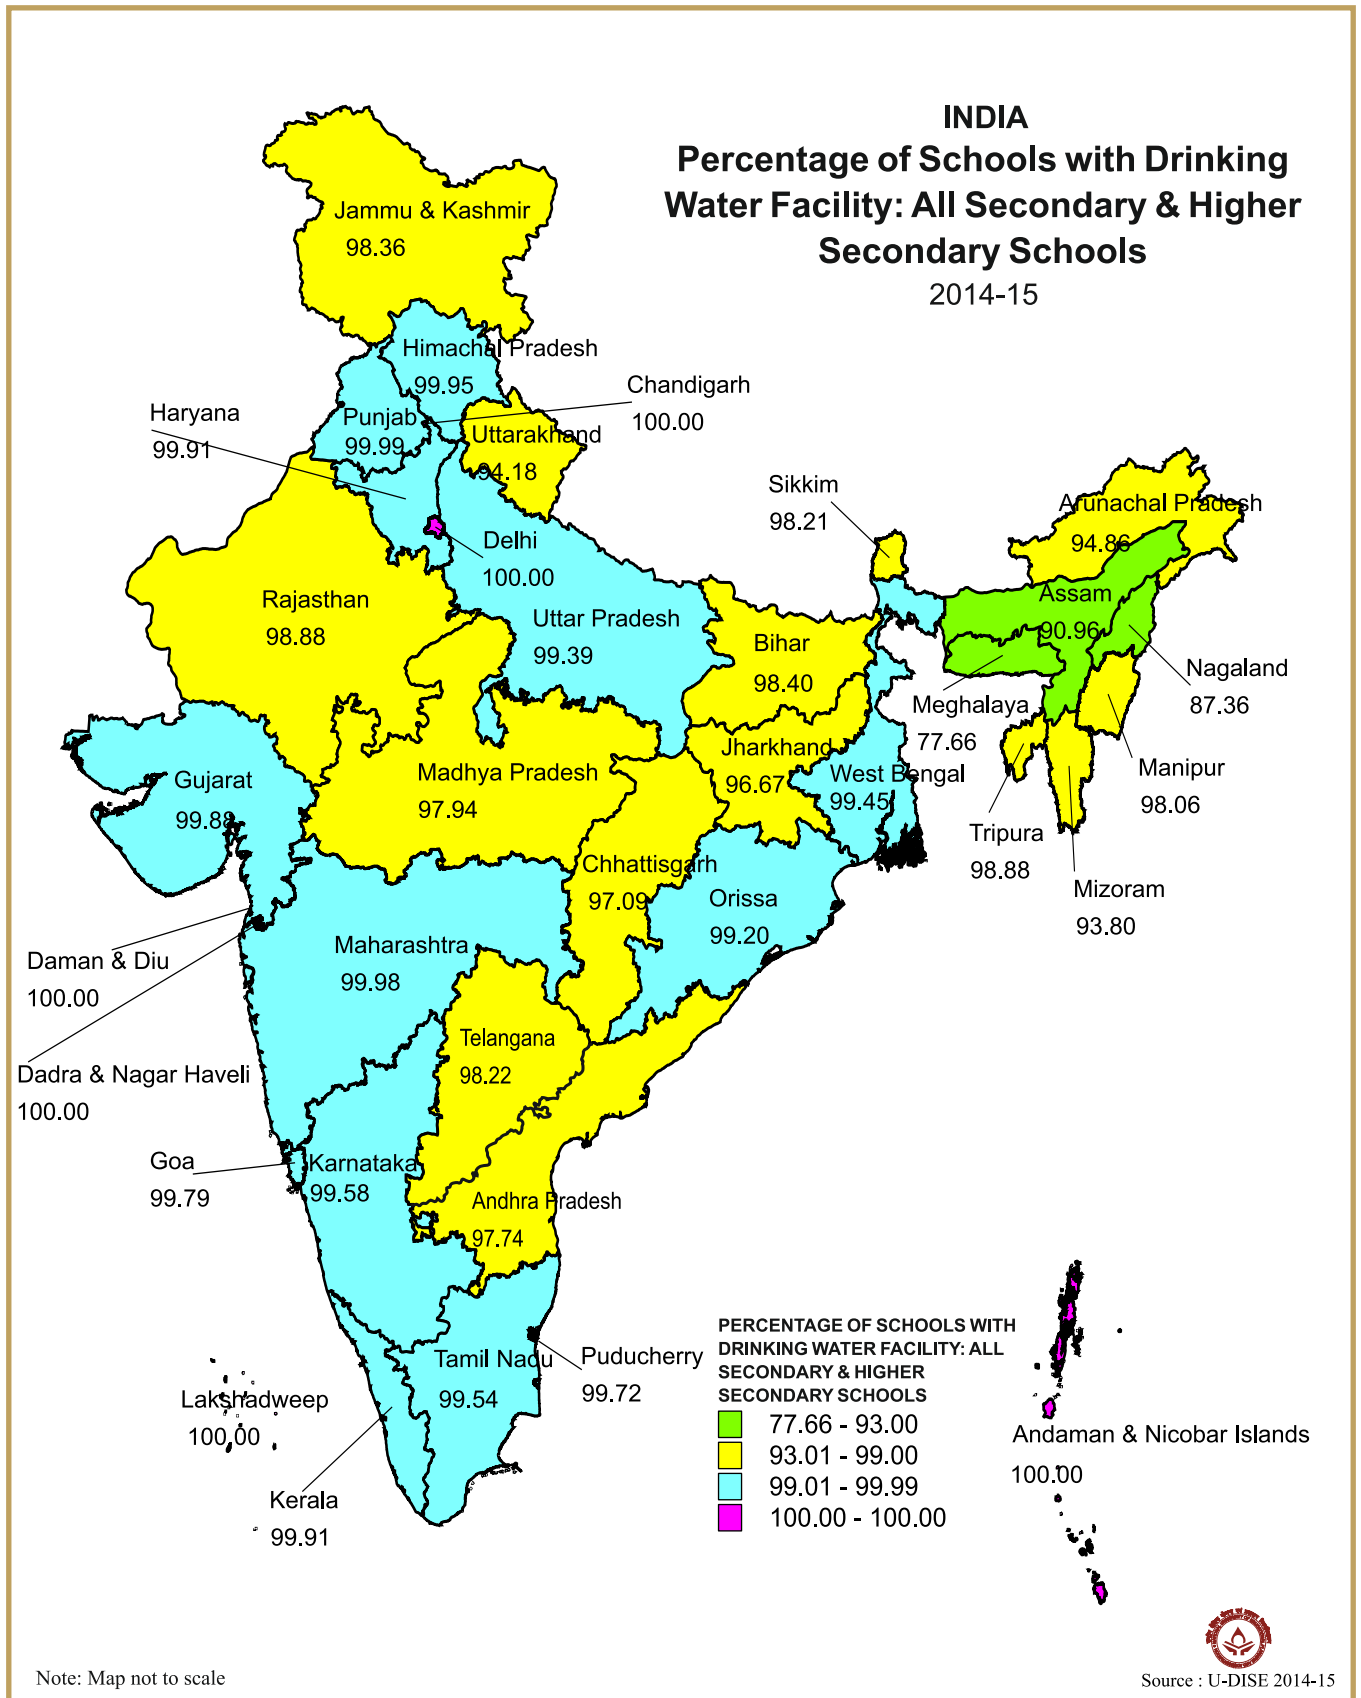 INDIA
Percentage of Schools with Drinking
Water Facility: All Secondary & Higher
Secondary Schools
2014-15
Jammu & Kashmir
98.36
Himachal Pradesh
99.95
Chandigarh
100.00
Haryana
99.91
Punjab
99.99
Uttarakhand
94.18
Sikkim
98.21
Arunachal Pradesh
94.86
Delhi
100.00
Rajasthan
98.88
Uttar Pradesh
99.39
Bihar
98.40
Assam
90.96
Nagaland
87.36
Meghalaya
77.66
Manipur
98.06
Tripura
98.88
Mizoram
93.80
Jharkhand
96.67
West Bengal
99.45
Gujarat
99.88
Madhya Pradesh
97.94
Chhattisgarh
97.09
Orissa
99.20
Daman & Diu
100.00
Maharashtra
99.98
Dadra & Nagar Haveli
100.00
Telangana
98.22
Goa
99.79
Karnataka
99.58
Andhra Pradesh
97.74
Tamil Nadu
99.54
Puducherry
99.72
Lakshadweep
100.00
Kerala
99.91
Andaman & Nicobar Islands
100.00
PERCENTAGE OF SCHOOLS WITH
DRINKING WATER FACILITY: ALL
SECONDARY & HIGHER
SECONDARY SCHOOLS
77.66 - 93.00
93.01 - 99.00
99.01 - 99.99
100.00 - 100.00
Note: Map not to scale
Source : U-DISE 2014-15